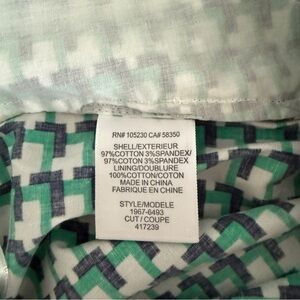 RN# 105230 CA# 58350
SHELL/EXTERIEUR
97%COTTON 3%SPANDEX/
97%COTON 3%SPANDEX
LINING/DOUBLURE
100%COTTON/COTON
MADE IN CHINA
FABRIQUE EN CHINE
STYLE/MODELE
1967-6493
CUT / COUPE
417239